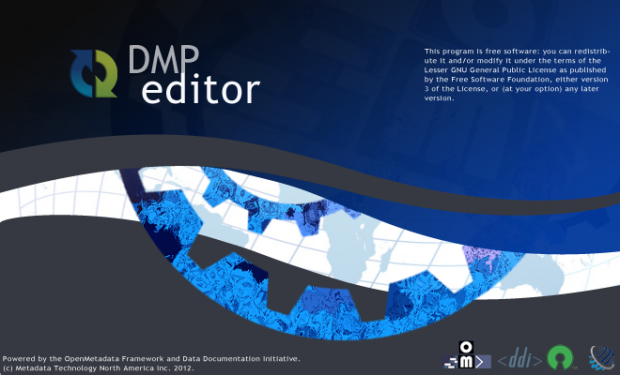 DMP
editor
This program is free software: you can redistrib-
ute it and/or modify it under the terms of the
Lesser GNU General Public License as published
by the Free Software Foundation, either version
3 of the License, or (at your option) any later
version.
Powered by the OpenMetadata Framework and Data Documentation Initiative.
(c) Metadata Technology North America Inc. 2012.
om
<ddi>